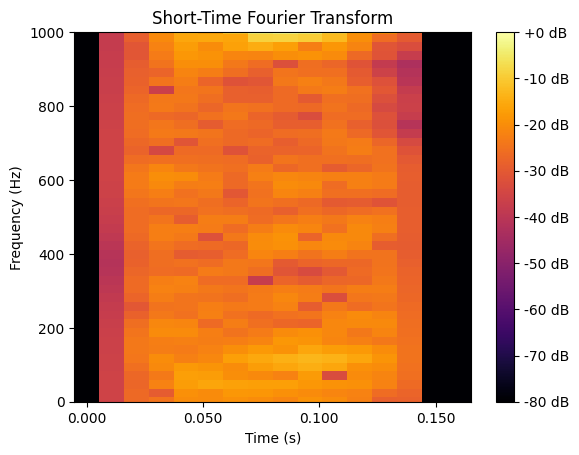 Short-Time Fourier Transform
Frequency (Hz)
1000
800
600
400
200
0
0.000
0.050
0.100
0.150
Time (s)
+0 dB
-10 dB
-20 dB
-30 dB
-40 dB
-50 dB
-60 dB
-70 dB
-80 dB